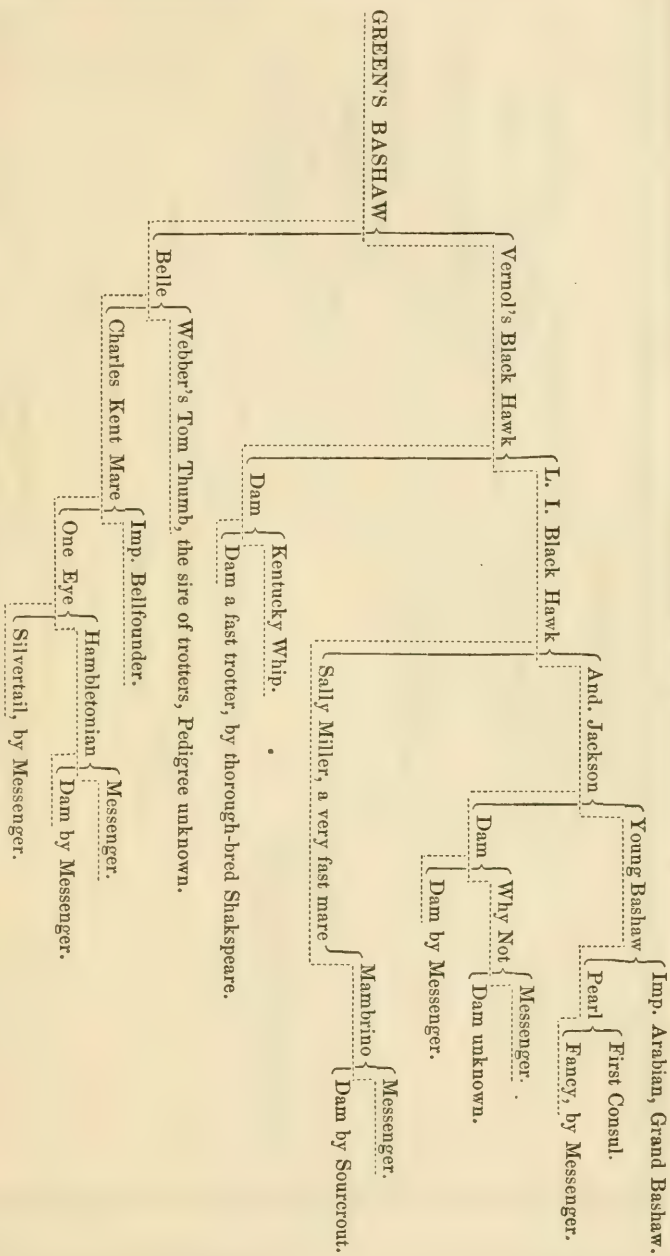 GREEN'S BASHAW
Vernol's Black Hawk
L. I. Black Hawk
And. Jackson
Young Bashaw
Imp. Arabian, Grand Bashaw.
Pearl
First Consul.
Fancy, by Messenger.
Dam
Why Not
Messenger.
Dam unknown.
Dam by Messenger.
Sally Miller, a very fast mare
Mambrino
Messenger.
Dam by Sourcrout.
Dam
Kentucky Whip.
Dam a fast trotter, by thorough-bred Shakspeare.
Belle
Webber's Tom Thumb, the sire of trotters, Pedigree unknown.
Charles Kent Mare
Imp. Bellfounder.
One Eye
Hambletonian
Messenger.
Dam by Messenger.
Silvertail, by Messenger.